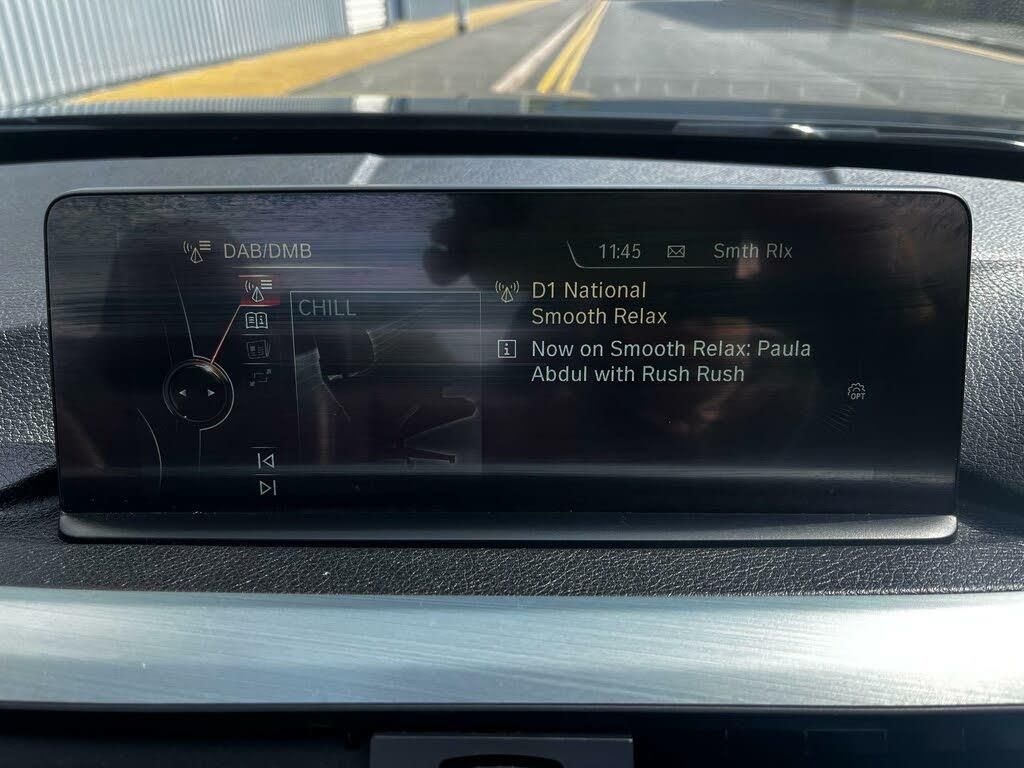 DAB/DMB
11:45
Smth Rlx
CHILL
D1 National
Smooth Relax
Now on Smooth Relax: Paula
Abdul with Rush Rush
OPT